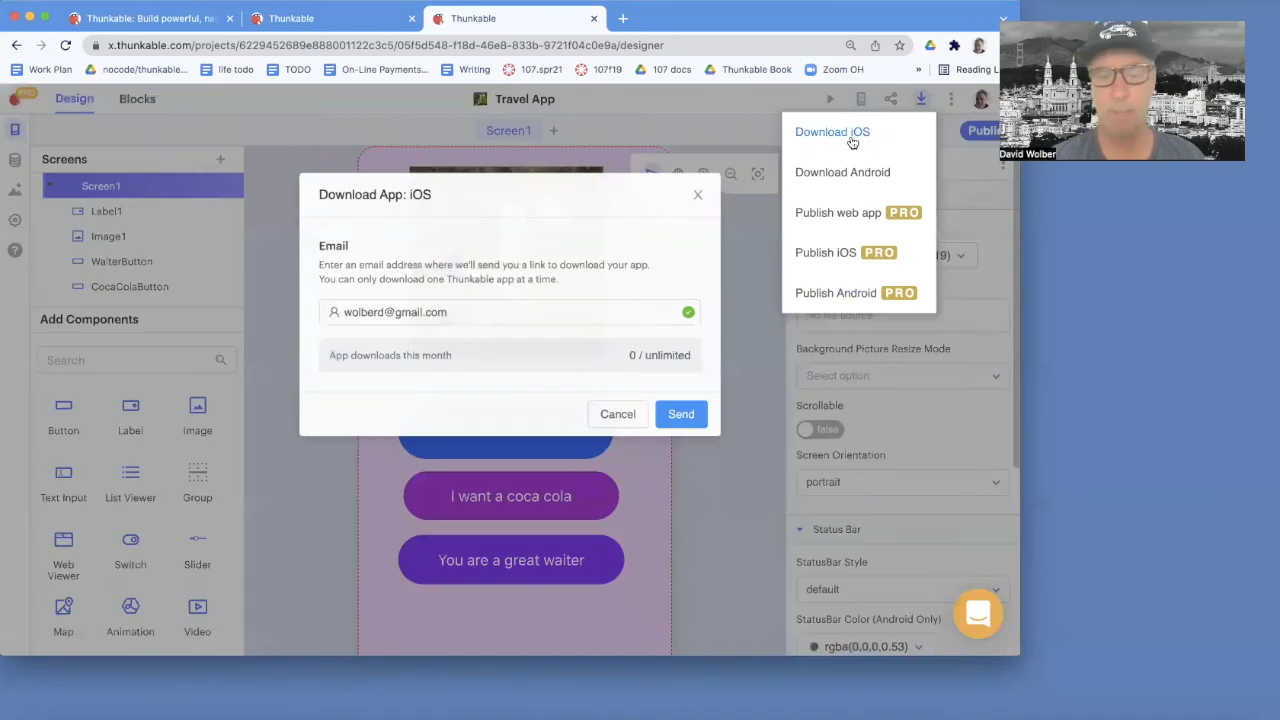 Thunkable: Build powerful, na
Thunkable
Thunkable
x.thunkable.com/projects/6229452689e888001122c3c5/05f5d548-f18d-46e8-833b-9721f04c0e9a/designer
Work Plan
nocode/thunkable...
life todo
TODO
On-Line Payments...
Writing
107.spr21
107f19
107 docs
Thunkable Book
Zoom OH
»
Reading L
PRO
Design
Blocks
Travel App
David Wolber
Screen1
Publi
Screens
Screen1
Label1
Image1
WaiterButton
CocaColaButton
Add Components
Search
Button
Label
Image
Text Input
List Viewer
Group
Web Viewer
Switch
Slider
Map
Animation
Video
Download App: iOS
Email
Enter an email address where we'll send you a link to download your app.
You can only download one Thunkable app at a time.
wolberd@gmail.com
App downloads this month
0 / unlimited
Cancel
Send
I want a coca cola
You are a great waiter
Download iOS
Download Android
Publish web app PRO
Publish iOS PRO
Publish Android PRO
9)
Background Picture Resize Mode
Select option
Scrollable
false
Screen Orientation
portrait
Status Bar
StatusBar Style
default
StatusBar Color (Android Only)
rgba(0,0,0,0.53)